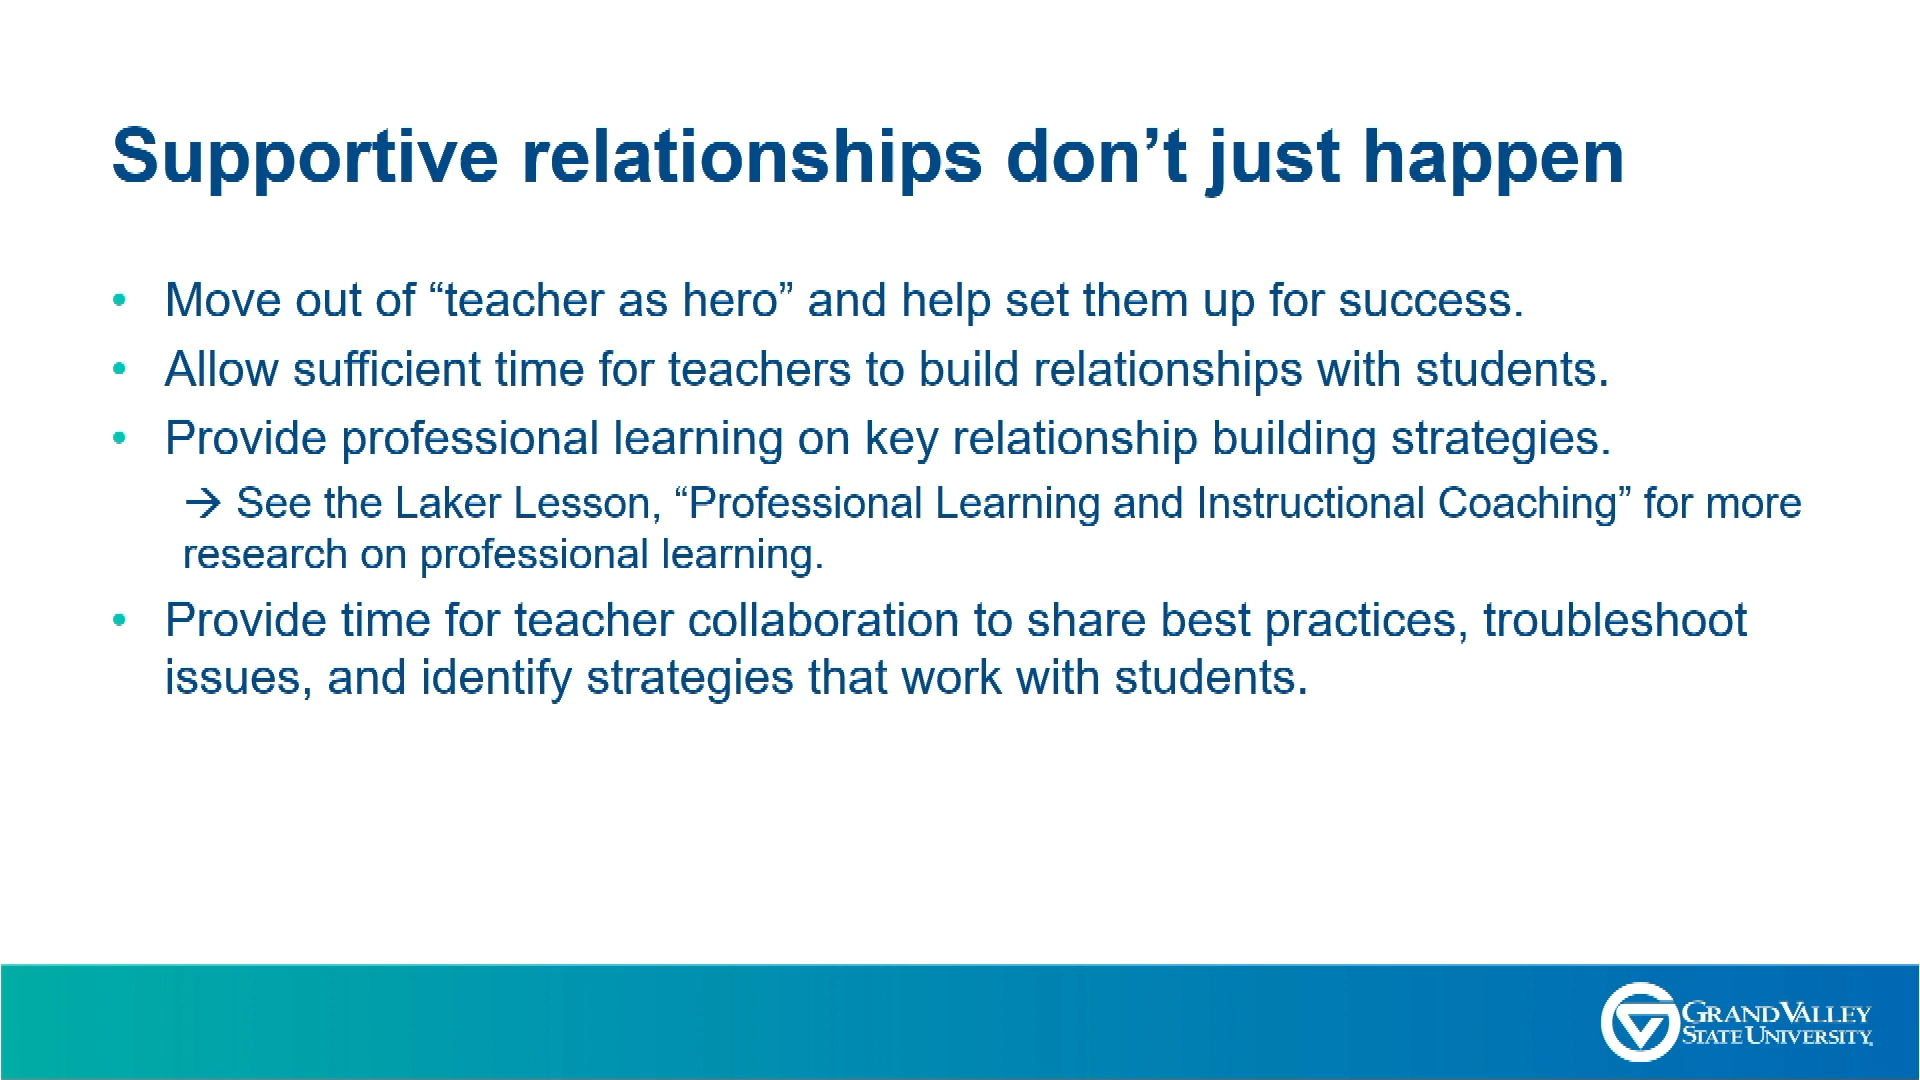 Supportive relationships don’t just happen
• Move out of “teacher as hero” and help set them up for success.
• Allow sufficient time for teachers to build relationships with students.
• Provide professional learning on key relationship building strategies.
→ See the Laker Lesson, “Professional Learning and Instructional Coaching” for more
research on professional learning.
• Provide time for teacher collaboration to share best practices, troubleshoot
issues, and identify strategies that work with students.
GRANDVALLEY
STATE UNIVERSITY